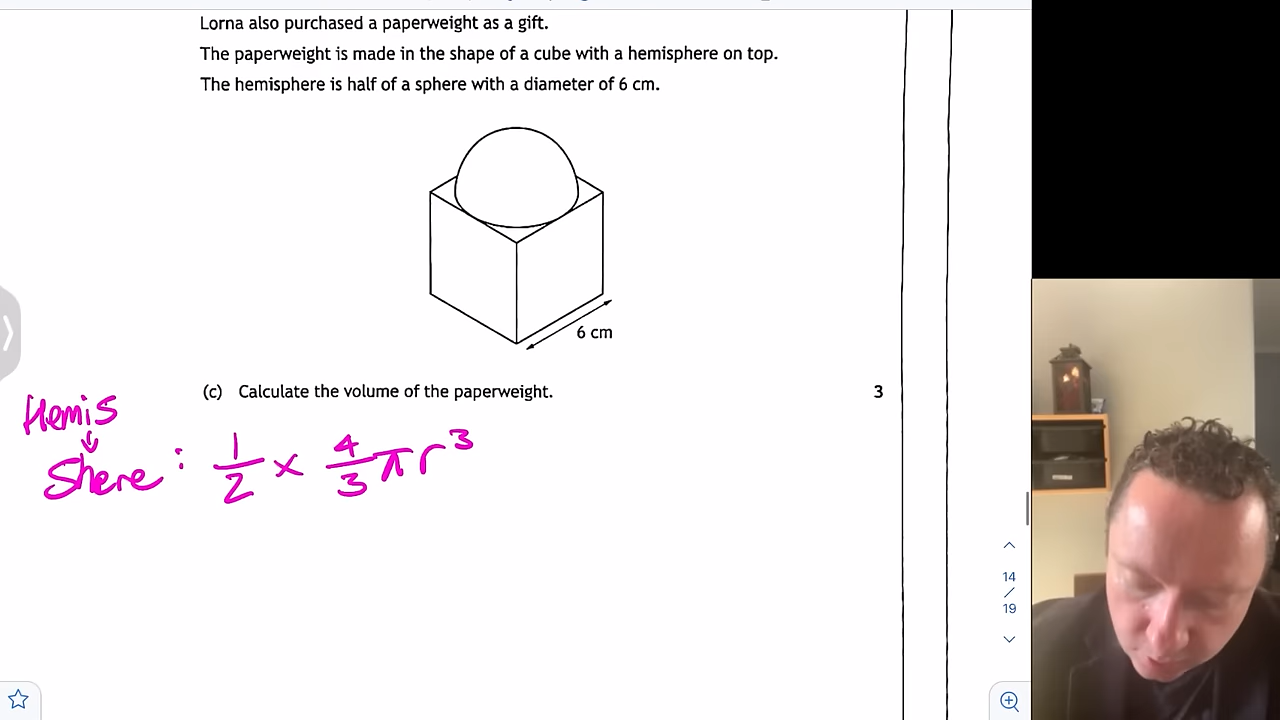 Lorna also purchased a paperweight as a gift.
The paperweight is made in the shape of a cube with a hemisphere on top.
The hemisphere is half of a sphere with a diameter of 6 cm.
6 cm
(c) Calculate the volume of the paperweight.
3
Hemis
Shere : 1/2 × 4/3 πr³
14
/
19